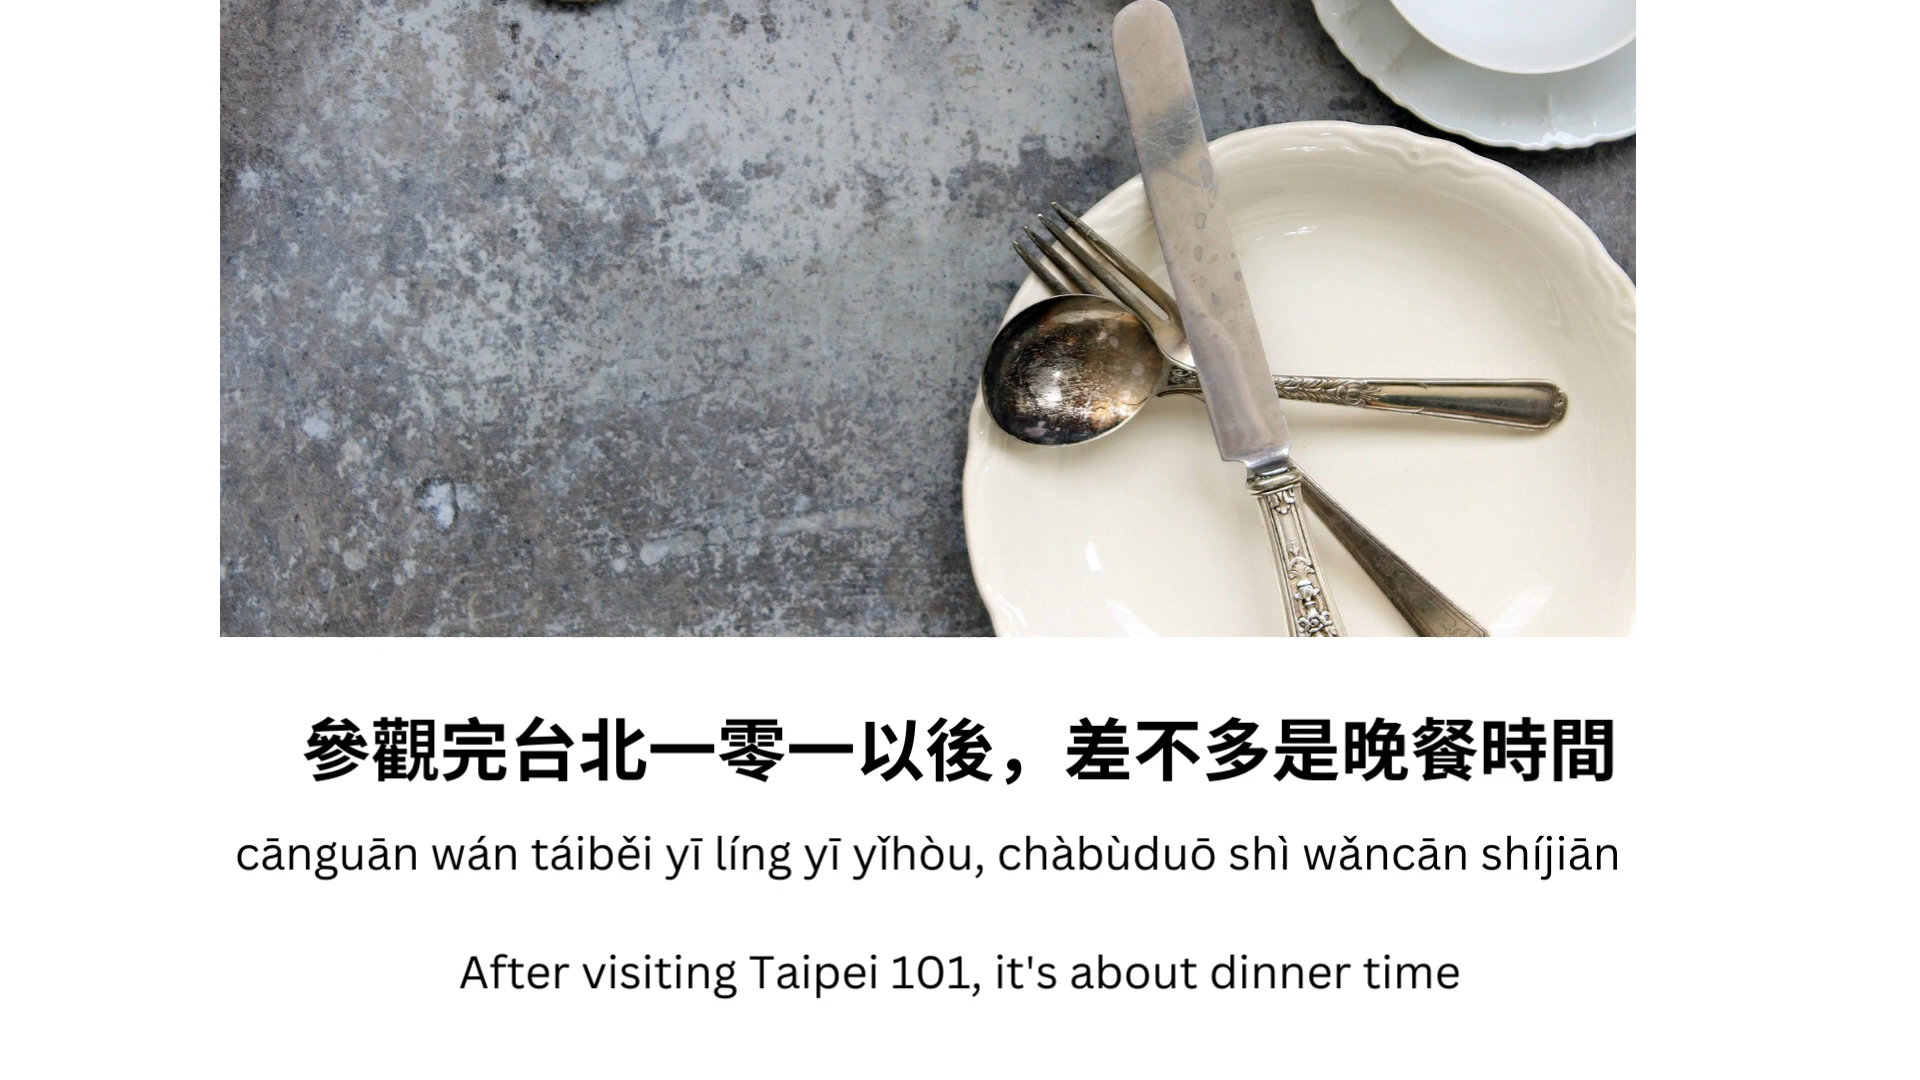 參觀完台北一零一以後，差不多是晚餐時間
cānguān wán táiběi yī líng yī yǐhòu, chàbùduō shì wǎncān shíjiān
After visiting Taipei 101, it's about dinner time